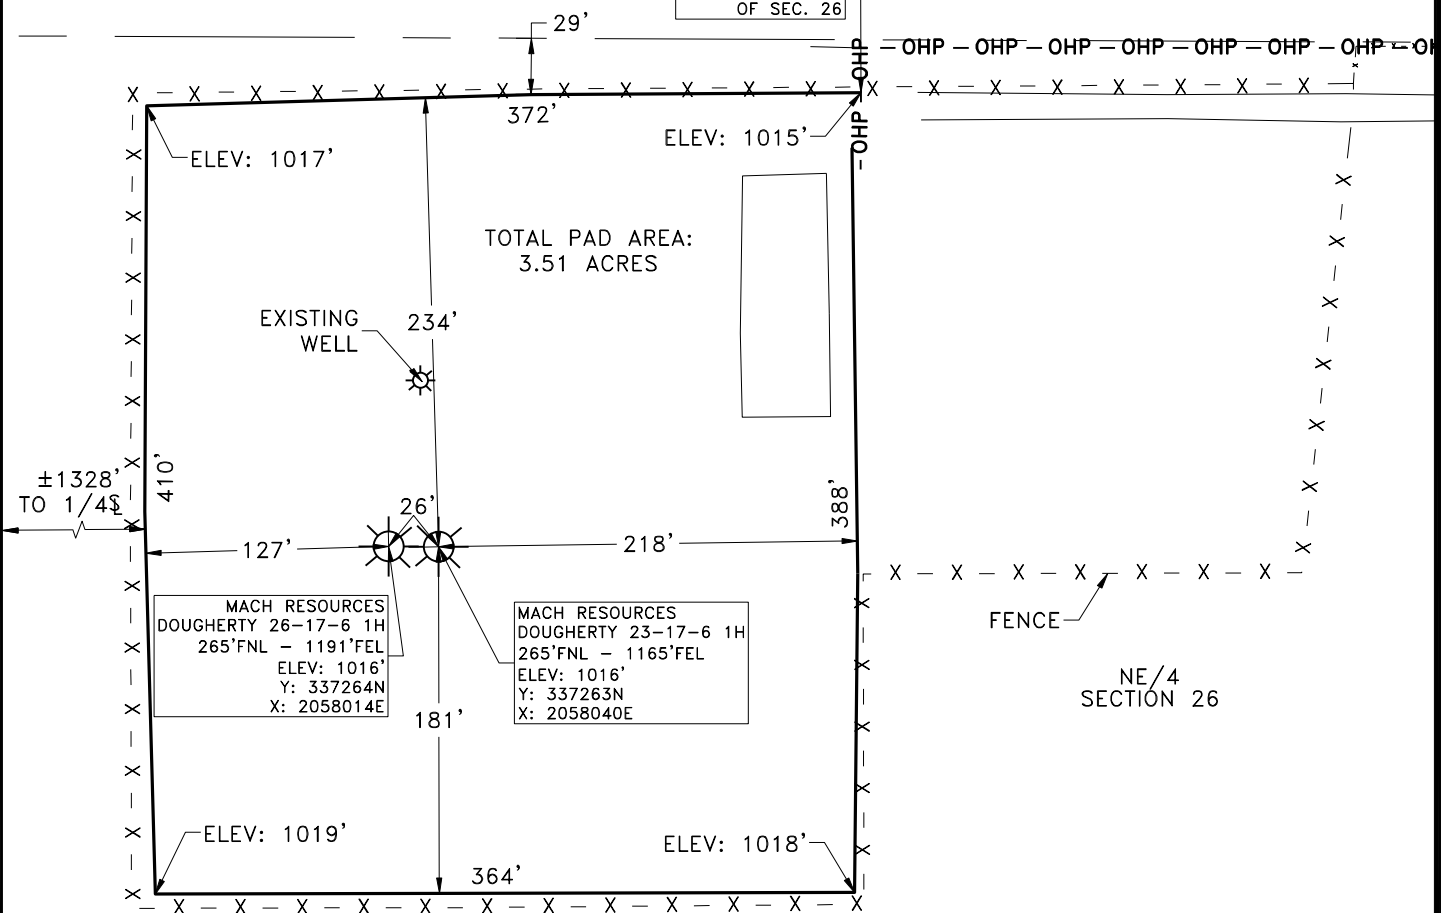 OF SEC. 26
29'
OHP – OHP – OHP – OHP – OHP – OHP – OHP – OHP
OHP
372'
ELEV: 1015'
OHP
ELEV: 1017'
TOTAL PAD AREA:
3.51 ACRES
EXISTING
WELL
234'
±1328'
TO 1/4 ℄
410'
388'
26'
127'
218'
MACH RESOURCES
DOUGHERTY 26–17–6 1H
265'FNL – 1191'FEL
ELEV: 1016'
Y: 337264N
X: 2058014E
MACH RESOURCES
DOUGHERTY 23–17–6 1H
265'FNL – 1165'FEL
ELEV: 1016'
Y: 337263N
X: 2058040E
FENCE
NE/4
SECTION 26
181'
ELEV: 1019'
ELEV: 1018'
364'